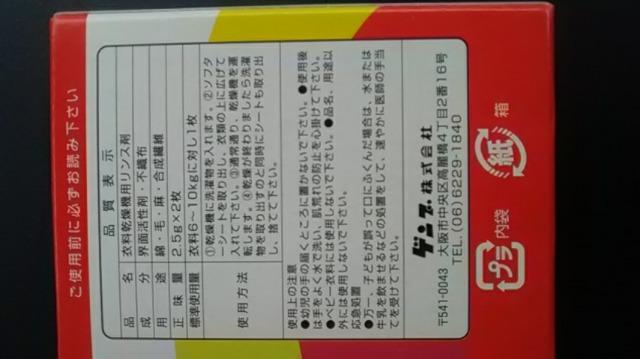 ご使用前に必ずお読み下さい
品質表示
品名 衣料乾燥機用リンス剤
成分 界面活性剤・不織布
用途 綿・毛・麻・合成繊維
正味量 2.5g×2枚
標準使用量 衣料6~10kgに対し1枚
使用方法
①乾燥機に洗濯物を入れます。②ソフタ
ーシートを取り出し、衣類の上に広げて
入れて下さい。③通常通り、乾燥機を運
転します。④乾燥が終わりましたら洗濯
物を取り出すのと同時にシートも取り出
し、捨てて下さい。
使用上の注意
●幼児の手の届くところに置かないで下さい。●使用後
は手をよく水で洗い、肌荒れの防止を心掛けて下さい。
●ベビー衣料には使用しないで下さい。●品名、用途以
外には使用しないで下さい。
応急処置
●万一、子どもが誤って口にふくんだ場合は、水または
牛乳を飲ませるなどの処置をして、速やかに医師の手当
てを受けて下さい。
ゲンブ株式会社
〒541-0043 大阪市中央区高麗橋4丁目2番16号
TEL.(06)6229-1840
プラ 内袋
紙 箱